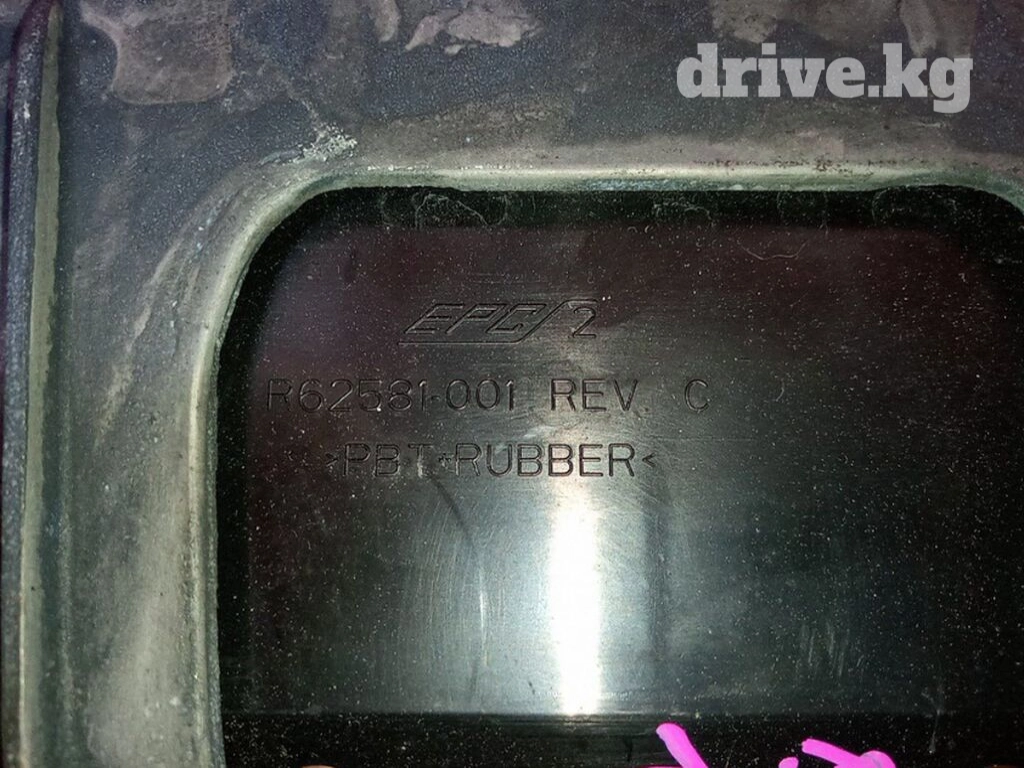 drive.kg
EPC/2
R62581-001 REV. C
>PBT+RUBBER<